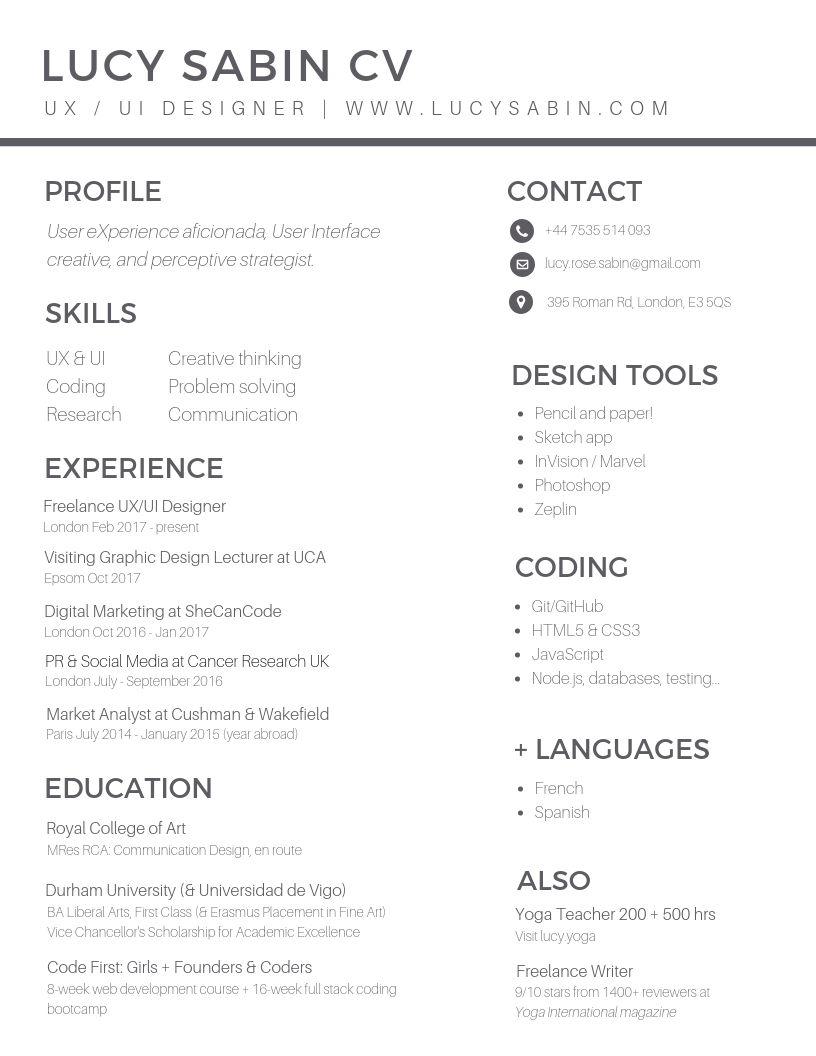 LUCY SABIN CV
UX / UI DESIGNER | WWW.LUCYSABIN.COM
PROFILE
User eXperience aficionada, User Interface
creative, and perceptive strategist.
SKILLS
UX & UI Creative thinking
Coding Problem solving
Research Communication
EXPERIENCE
Freelance UX/UI Designer
London Feb 2017 - present
Visiting Graphic Design Lecturer at UCA
Epsom Oct 2017
Digital Marketing at SheCanCode
London Oct 2016 - Jan 2017
PR & Social Media at Cancer Research UK
London July - September 2016
Market Analyst at Cushman & Wakefield
Paris July 2014 - January 2015 (year abroad)
EDUCATION
Royal College of Art
MRes RCA: Communication Design, en route
Durham University (& Universidad de Vigo)
BA Liberal Arts, First Class (& Erasmus Placement in Fine Art)
Vice Chancellor's Scholarship for Academic Excellence
Code First: Girls + Founders & Coders
8-week web development course + 16-week full stack coding
bootcamp
CONTACT
+44 7535 514 093
lucy.rose.sabin@gmail.com
395 Roman Rd, London, E3 5QS
DESIGN TOOLS
• Pencil and paper!
• Sketch app
• InVision / Marvel
• Photoshop
• Zeplin
CODING
• Git/GitHub
• HTML5 & CSS3
• JavaScript
• Node.js, databases, testing...
+ LANGUAGES
• French
• Spanish
ALSO
Yoga Teacher 200 + 500 hrs
Visit lucy.yoga
Freelance Writer
9/10 stars from 1400+ reviewers at
Yoga International magazine